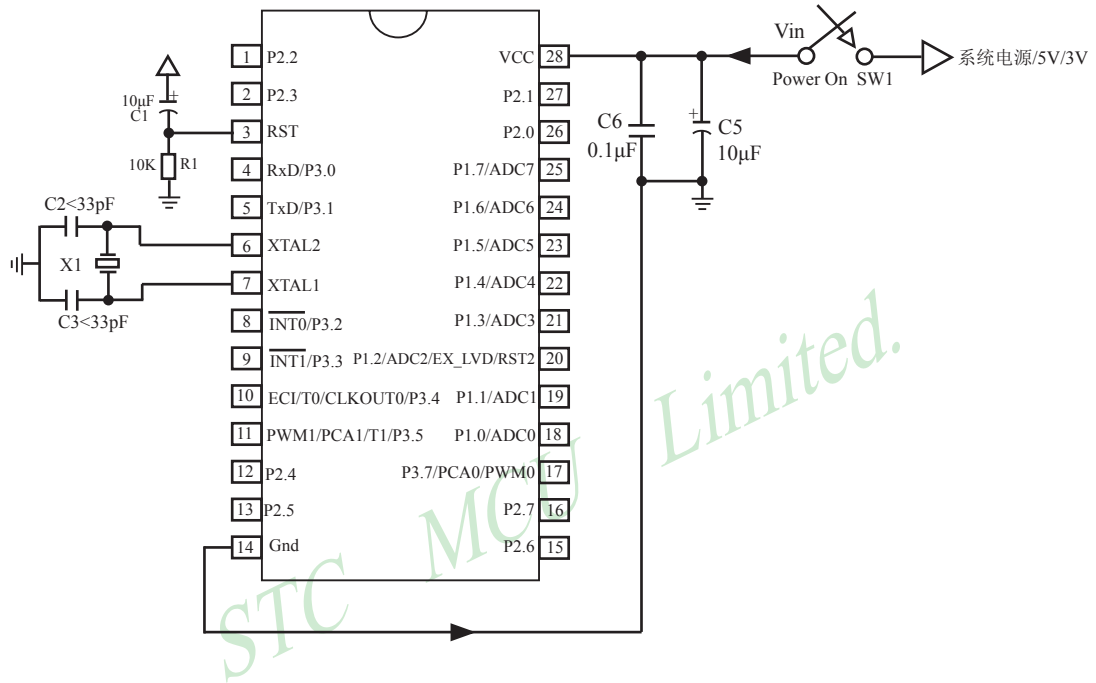 Vin
系统电源/5V/3V
Power On SW1
10μF
C1
10K R1
C2<33pF
X1
C3<33pF
1 P2.2
2 P2.3
3 RST
4 RxD/P3.0
5 TxD/P3.1
6 XTAL2
7 XTAL1
8 INT0/P3.2
9 INT1/P3.3
10 ECI/T0/CLKOUT0/P3.4
11 PWM1/PCA1/T1/P3.5
12 P2.4
13 P2.5
14 Gnd
VCC 28
P2.1 27
P2.0 26
P1.7/ADC7 25
P1.6/ADC6 24
P1.5/ADC5 23
P1.4/ADC4 22
P1.3/ADC3 21
P1.2/ADC2/EX_LVD/RST2 20
P1.1/ADC1 19
P1.0/ADC0 18
P3.7/PCA0/PWM0 17
P2.7 16
P2.6 15
C6
0.1μF
+
C5
10μF
+
STC MCU Limited.